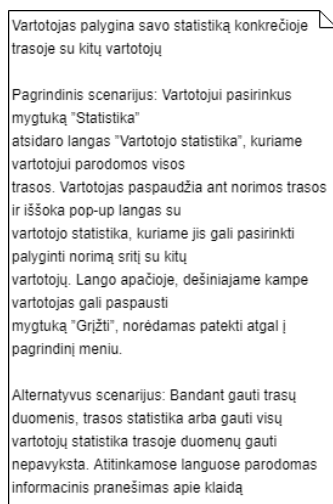 Vartotojas palygina savo statistiką konkrečioje
trasoje su kitų vartotojų

Pagrindinis scenarijus: Vartotojui pasirinkus
mygtuką "Statistika"
atsidaro langas "Vartotojo statistika", kuriame
vartotojui parodomos visos
trasos. Vartotojas paspaudžia ant norimos trasos
ir iššoka pop-up langas su
vartotojo statistika, kuriame jis gali pasirinkti
palyginti norimą sritį su kitų
vartotojų. Lango apačioje, dešiniajame kampe
vartotojas gali paspausti
mygtuką "Grįžti", norėdamas patekti atgal į
pagrindinį meniu.

Alternatyvus scenarijus: Bandant gauti trasų
duomenis, trasos statistika arba gauti visų
vartotojų statistika trasoje duomenų gauti
nepavyksta. Atitinkamose languose parodomas
informacinis pranešimas apie klaidą